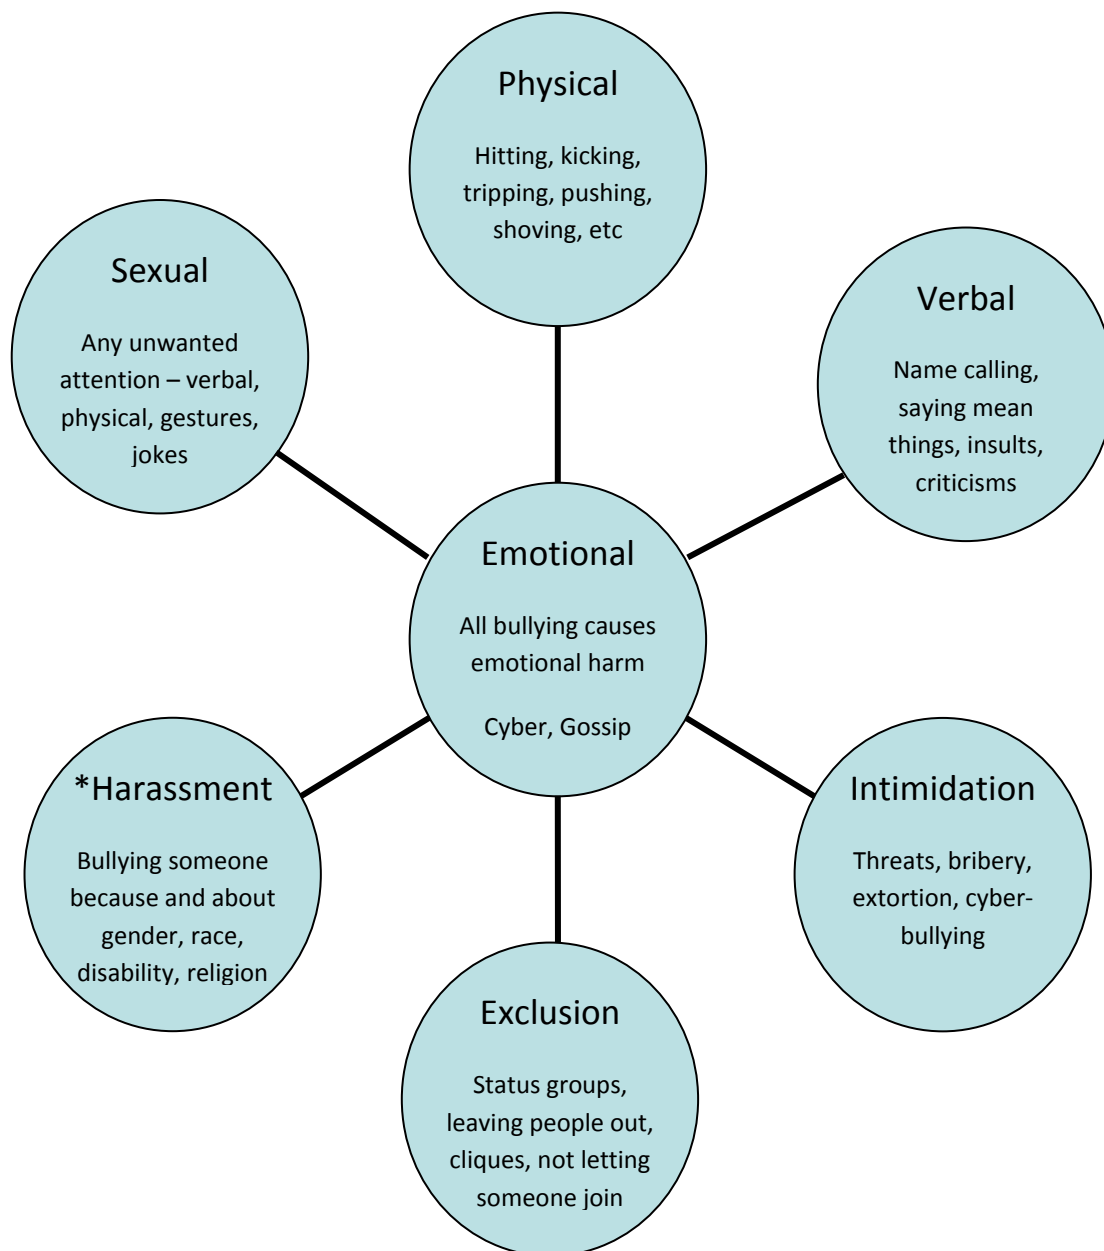 Physical
Hitting, kicking,
tripping, pushing,
shoving, etc
Sexual
Any unwanted
attention – verbal,
physical, gestures,
jokes
Verbal
Name calling,
saying mean
things, insults,
criticisms
Emotional
All bullying causes
emotional harm
Cyber, Gossip
*Harassment
Bullying someone
because and about
gender, race,
disability, religion
Intimidation
Threats, bribery,
extortion, cyber-
bullying
Exclusion
Status groups,
leaving people out,
cliques, not letting
someone join